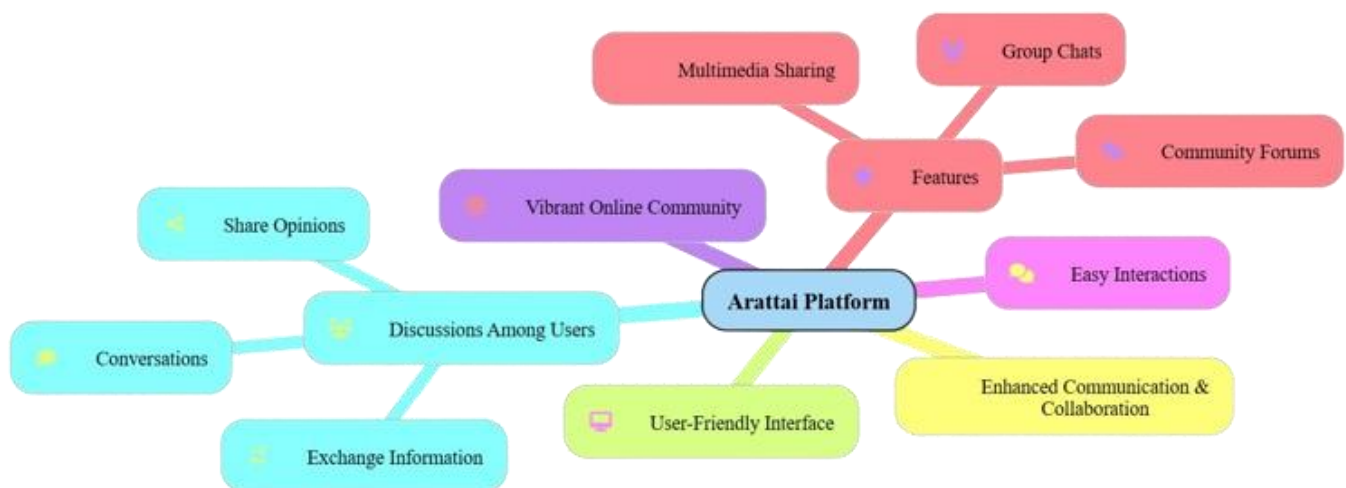 Multimedia Sharing
Group Chats
Community Forums
Features
Vibrant Online Community
Share Opinions
Easy Interactions
Arattai Platform
Discussions Among Users
Conversations
Enhanced Communication &
Collaboration
User-Friendly Interface
Exchange Information